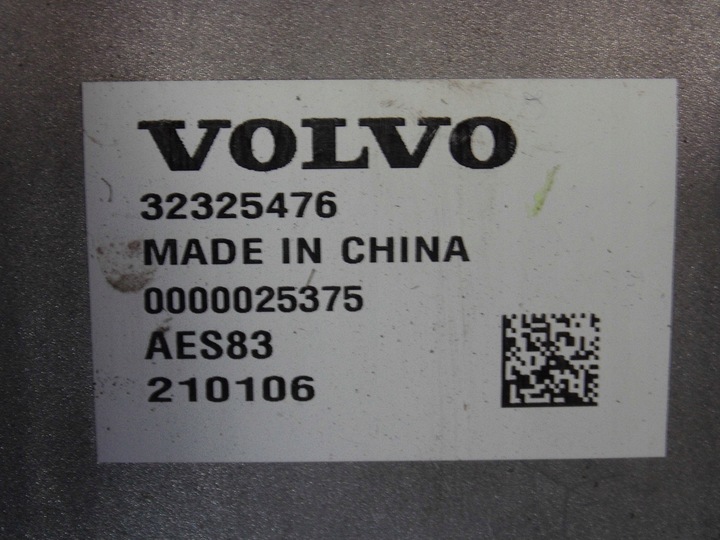 VOLVO
32325476
MADE IN CHINA
0000025375
AES83
210106